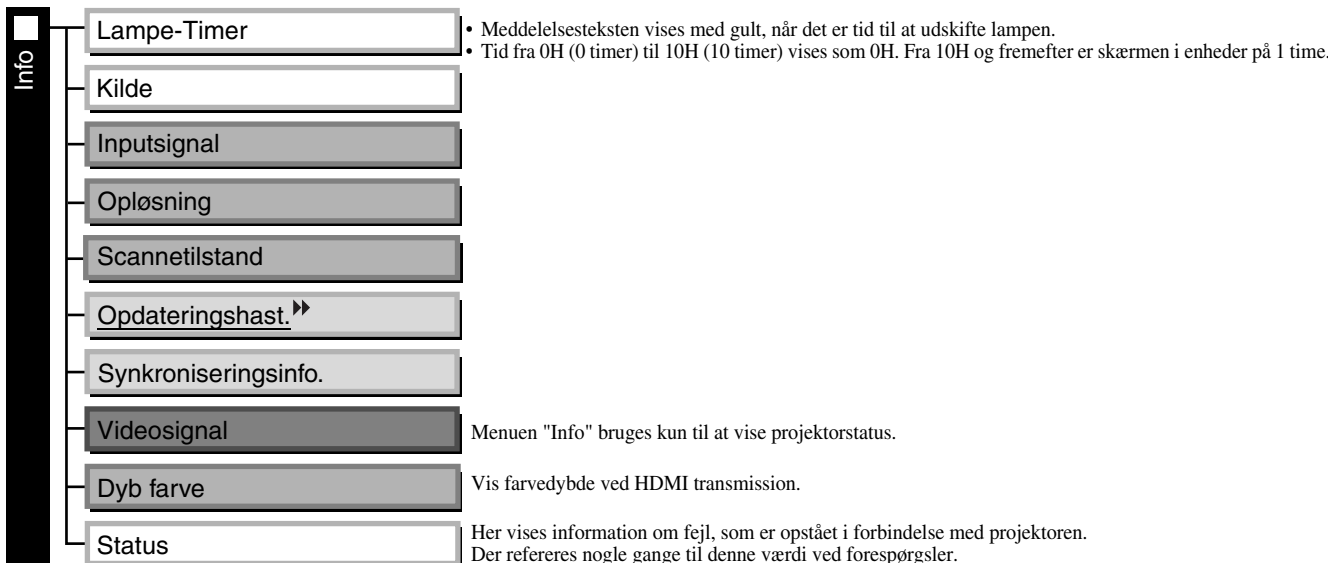 Info
Lampe-Timer
• Meddelelsesteksten vises med gult, når det er tid til at udskifte lampen.
• Tid fra 0H (0 timer) til 10H (10 timer) vises som 0H. Fra 10H og fremefter er skærmen i enheder på 1 time.
Kilde
Inputsignal
Opløsning
Scannetilstand
Opdateringshast.
Synkroniseringsinfo.
Videosignal
Menuen "Info" bruges kun til at vise projektorstatus.
Dyb farve
Vis farvedybde ved HDMI transmission.
Status
Her vises information om fejl, som er opstået i forbindelse med projektoren.
Der refereres nogle gange til denne værdi ved forespørgsler.